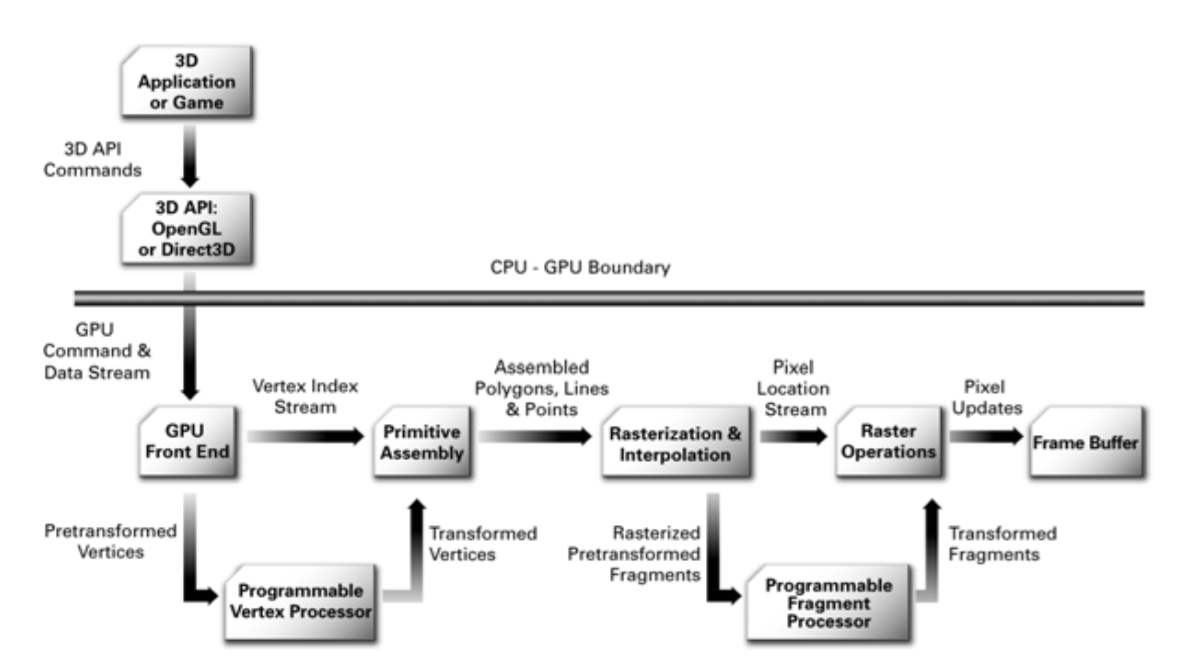 3D
Application
or Game
3D API
Commands
3D API:
OpenGL
or Direct3D
CPU - GPU Boundary
GPU
Command &
Data Stream
GPU
Front End
Vertex Index
Stream
Primitive
Assembly
Assembled
Polygons, Lines
& Points
Rasterization &
Interpolation
Pixel
Location
Stream
Raster
Operations
Pixel
Updates
Frame Buffer
Pretransformed
Vertices
Programmable
Vertex Processor
Transformed
Vertices
Rasterized
Pretransformed
Fragments
Programmable
Fragment
Processor
Transformed
Fragments